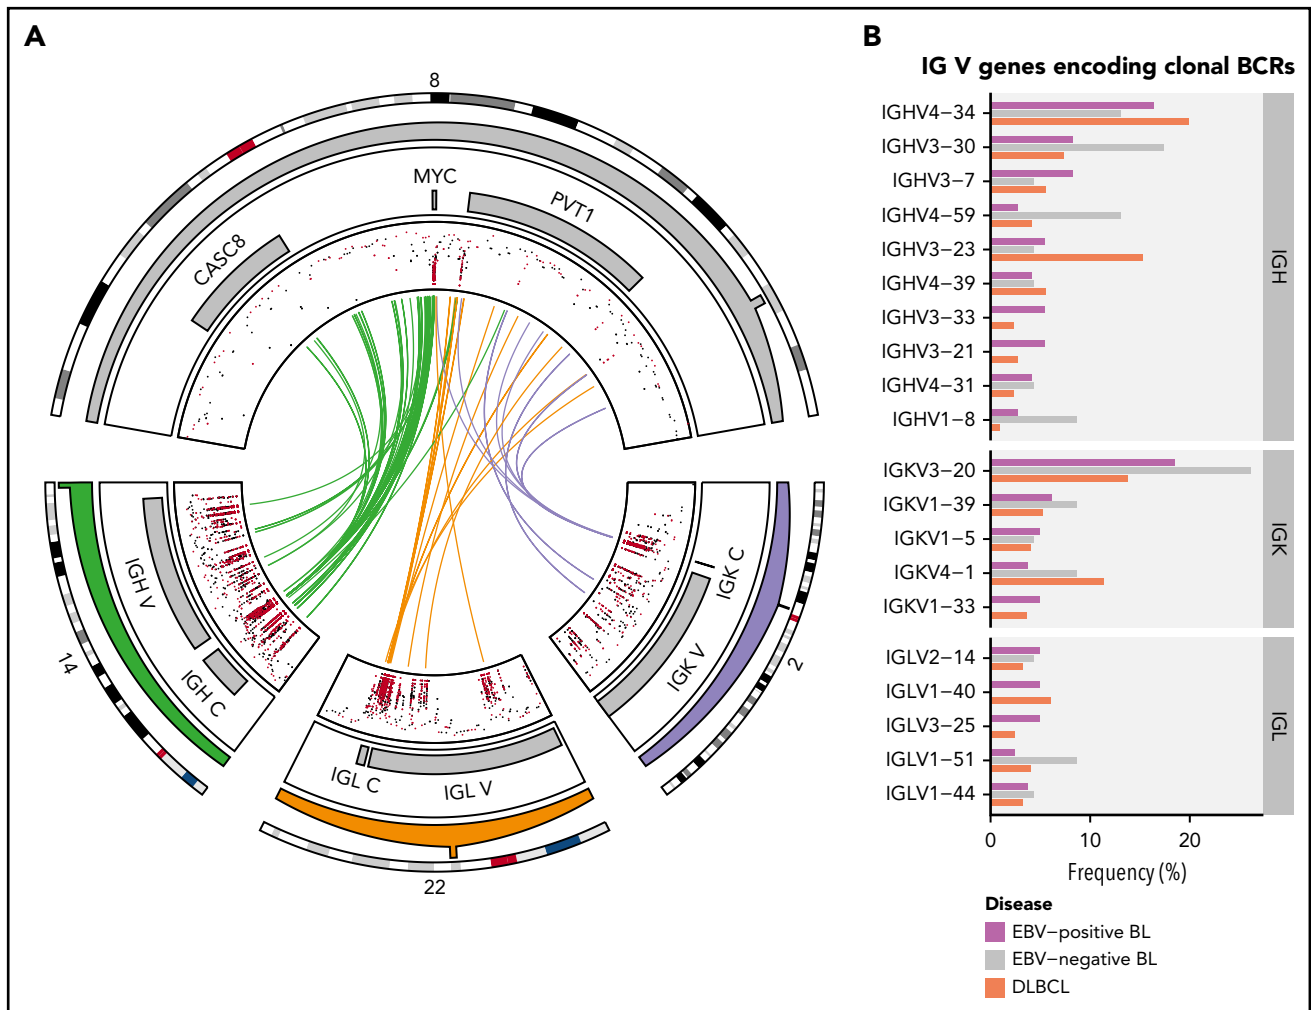 A
8
MYC
PVT1
CASC8
IGH V
IGH C
14
IGL C
IGL V
22
IGK C
IGK V
2
B
IG V genes encoding clonal BCRs
IGHV4−34
IGHV3−30
IGHV3−7
IGHV4−59
IGHV3−23
IGHV4−39
IGHV3−33
IGHV3−21
IGHV4−31
IGHV1−8
IGH
IGKV3−20
IGKV1−39
IGKV1−5
IGKV4−1
IGKV1−33
IGK
IGLV2−14
IGLV1−40
IGLV3−25
IGLV1−51
IGLV1−44
IGL
0 10 20
Frequency (%)
Disease
EBV−positive BL
EBV−negative BL
DLBCL